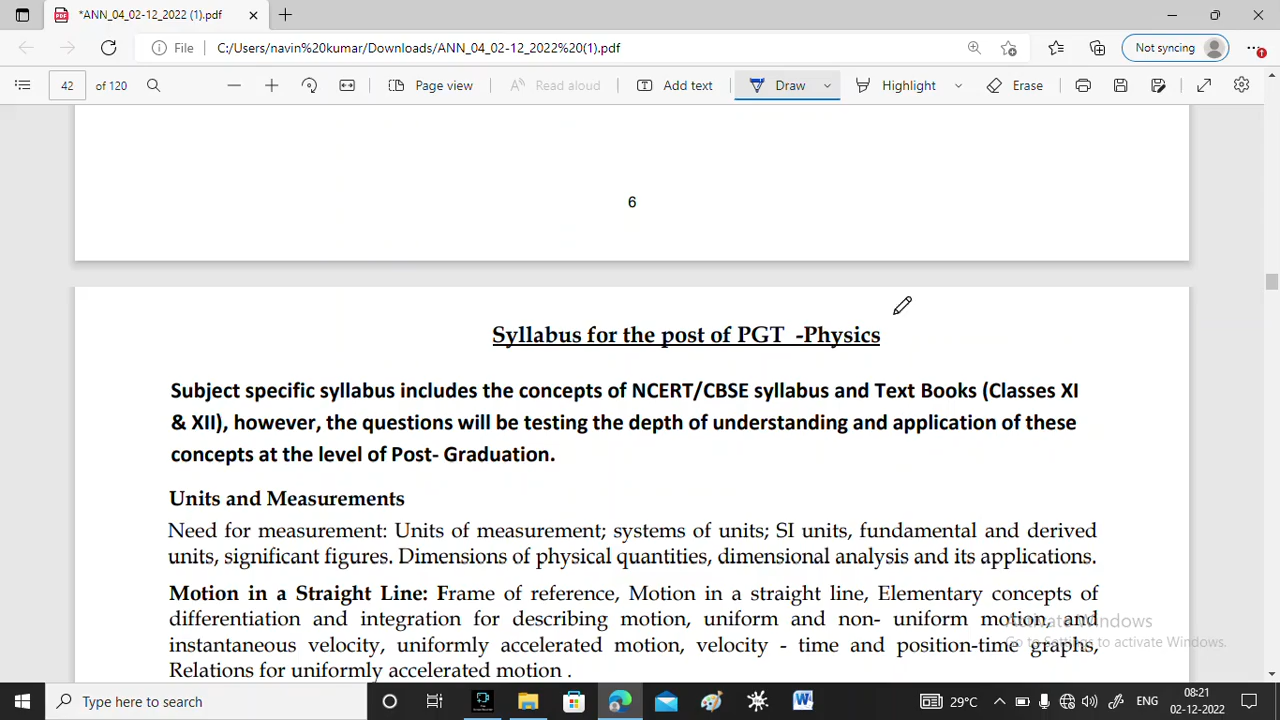 *ANN_04_02-12_2022 (1).pdf
File
C:/Users/navin%20kumar/Downloads/ANN_04_02-12_2022%20(1).pdf
Not syncing
42 of 120
Page view
Read aloud
Add text
Draw
Highlight
Erase
6
Syllabus for the post of PGT -Physics
Subject specific syllabus includes the concepts of NCERT/CBSE syllabus and Text Books (Classes XI
& XII), however, the questions will be testing the depth of understanding and application of these
concepts at the level of Post- Graduation.
Units and Measurements
Need for measurement: Units of measurement; systems of units; SI units, fundamental and derived
units, significant figures. Dimensions of physical quantities, dimensional analysis and its applications.
Motion in a Straight Line: Frame of reference, Motion in a straight line, Elementary concepts of
differentiation and integration for describing motion, uniform and non- uniform motion, and
instantaneous velocity, uniformly accelerated motion, velocity - time and position-time graphs,
Relations for uniformly accelerated motion .
Activate Windows
Go to Settings to activate Windows.
Type here to search
29°C
ENG
08:21
02-12-2022